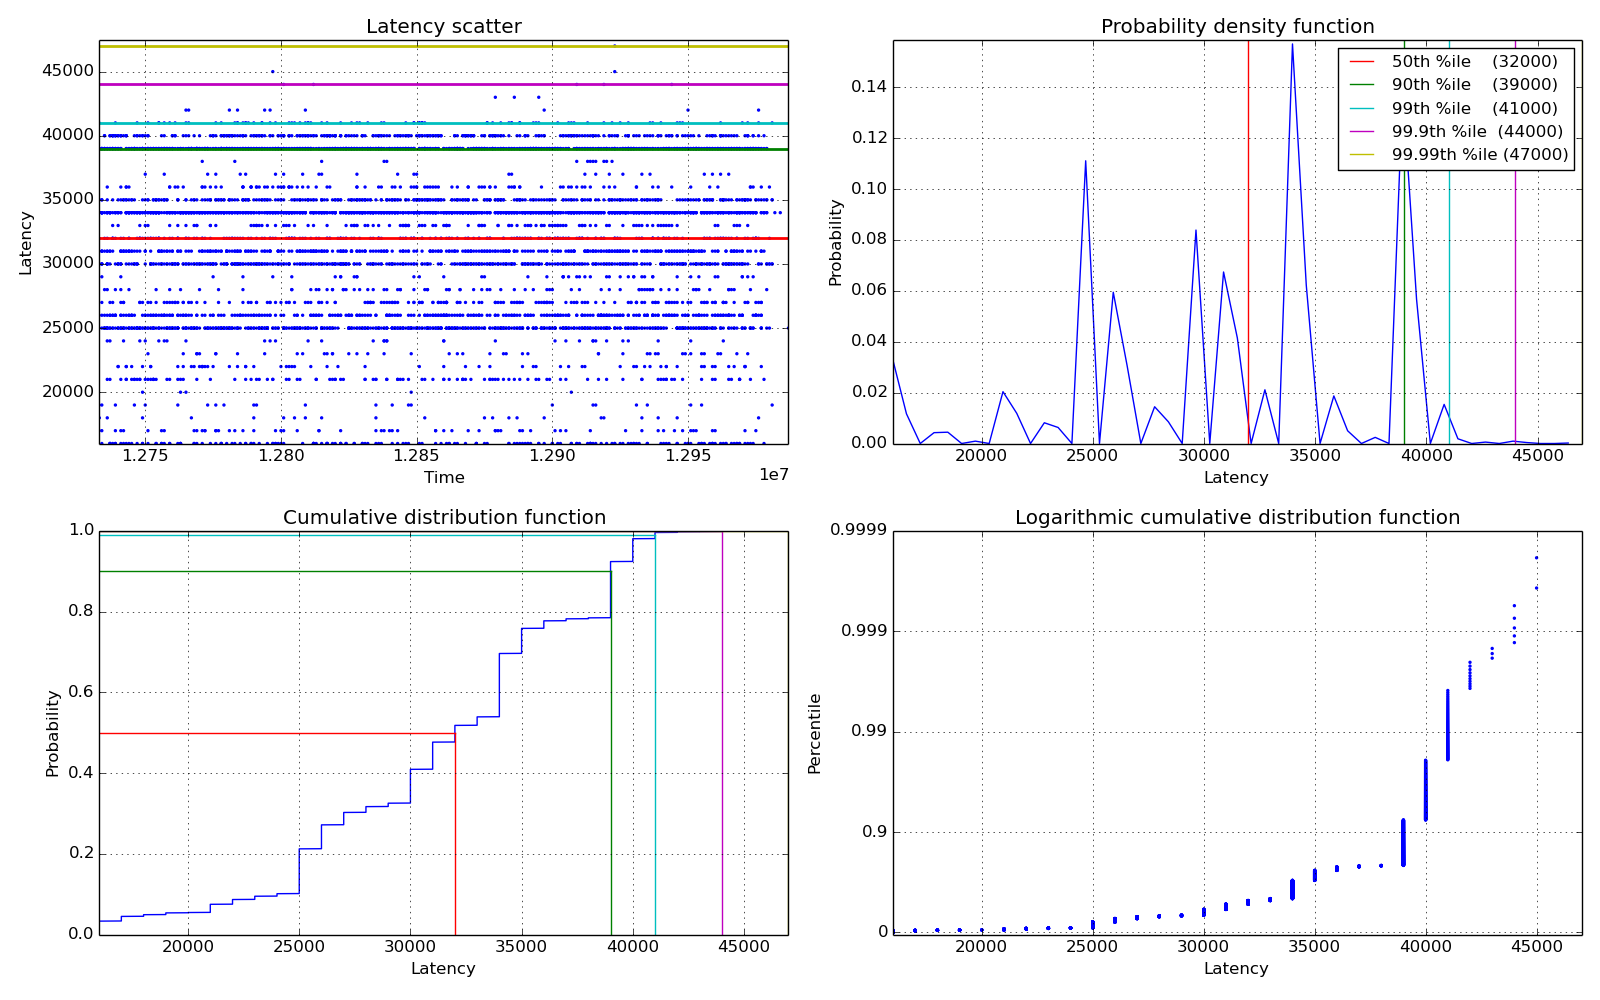 Latency scatter
45000
40000
35000
30000
25000
20000
Latency
1.275 1.280 1.285 1.290 1.295
1e7
Time
Probability density function
50th %ile (32000)
90th %ile (39000)
99th %ile (41000)
99.9th %ile (44000)
99.99th %ile (47000)
0.14
0.12
0.10
0.08
0.06
0.04
0.02
0.00
Probability
20000 25000 30000 35000 40000 45000
Latency
Cumulative distribution function
1.0
0.8
0.6
0.4
0.2
0.0
Probability
20000 25000 30000 35000 40000 45000
Latency
Logarithmic cumulative distribution function
0.9999
0.999
0.99
0.9
0
Percentile
20000 25000 30000 35000 40000 45000
Latency